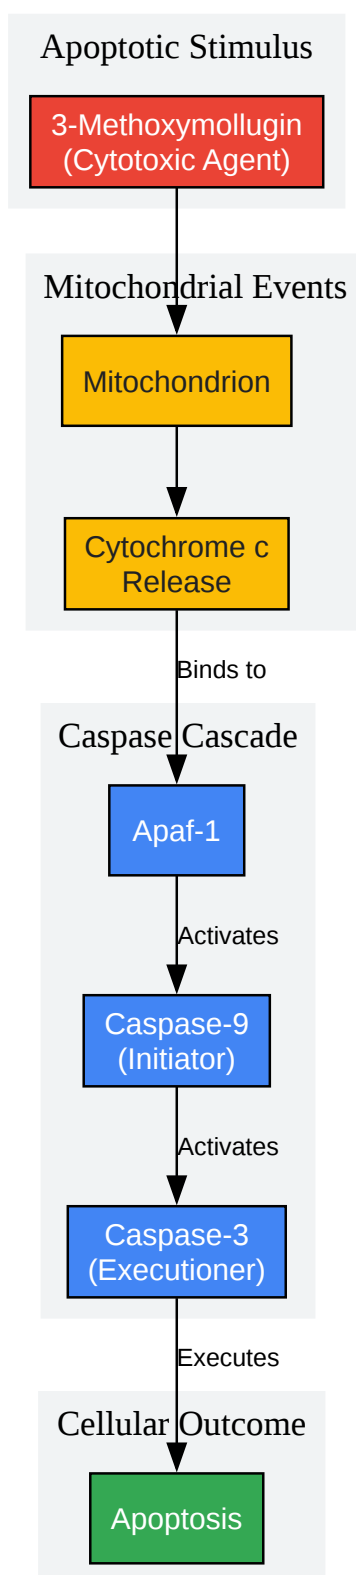 Apoptotic Stimulus
3-Methoxymollugin
(Cytotoxic Agent)
Mitochondrial Events
Mitochondrion
Cytochrome c
Release
Binds to
Caspase Cascade
Apaf-1
Activates
Caspase-9
(Initiator)
Activates
Caspase-3
(Executioner)
Executes
Cellular Outcome
Apoptosis